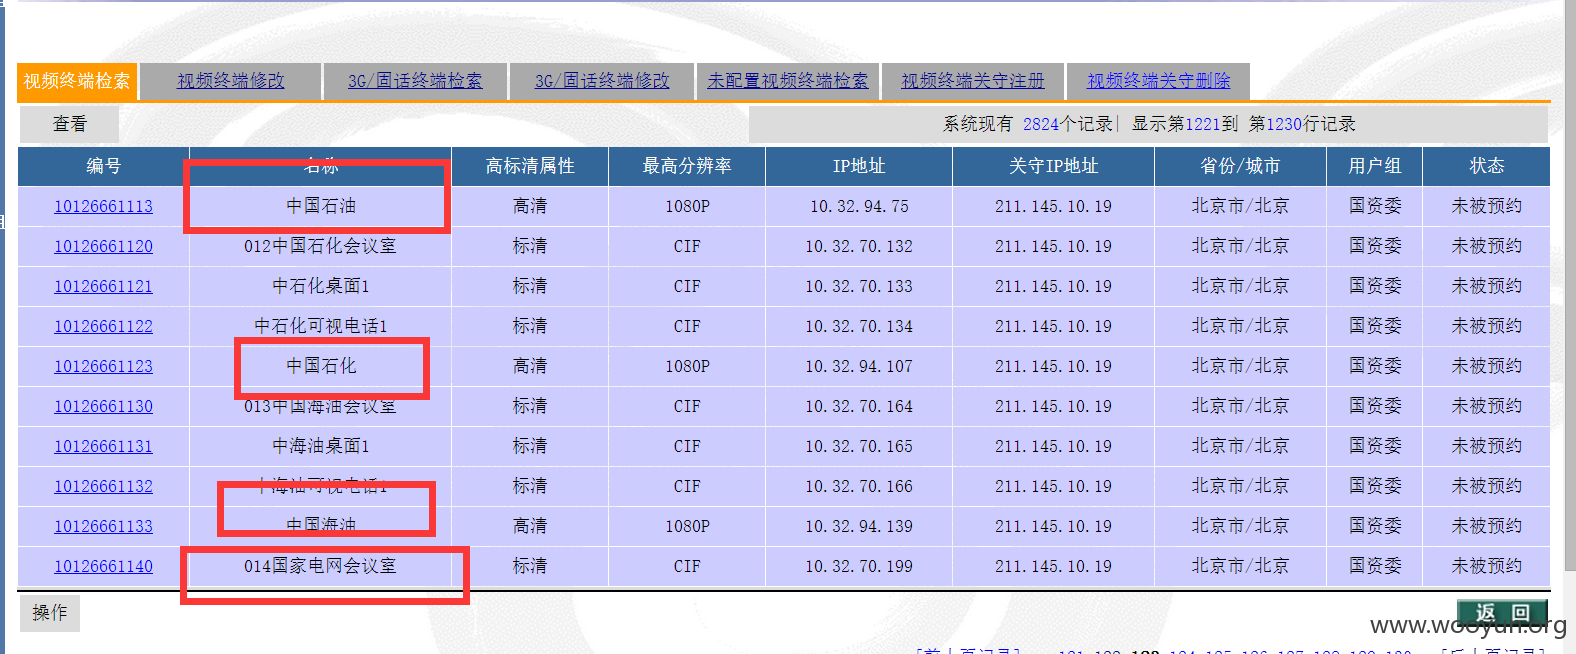 视频终端检索 视频终端修改 3G/固话终端检索 3G/固话终端修改 未配置视频终端检索 视频终端关守注册 视频终端关守删除
查看 系统现有 2824个记录| 显示第1221到 第1230行记录
编号 名称 高标清属性 最高分辨率 IP地址 关守IP地址 省份/城市 用户组 状态
10126661113 中国石油 高清 1080P 10.32.94.75 211.145.10.19 北京市/北京 国资委 未被预约
10126661120 012中国石化会议室 标清 CIF 10.32.70.132 211.145.10.19 北京市/北京 国资委 未被预约
10126661121 中石化桌面1 标清 CIF 10.32.70.133 211.145.10.19 北京市/北京 国资委 未被预约
10126661122 中石化可视电话1 标清 CIF 10.32.70.134 211.145.10.19 北京市/北京 国资委 未被预约
10126661123 中国石化 高清 1080P 10.32.94.107 211.145.10.19 北京市/北京 国资委 未被预约
10126661130 013中国海油会议室 标清 CIF 10.32.70.164 211.145.10.19 北京市/北京 国资委 未被预约
10126661131 中海油桌面1 标清 CIF 10.32.70.165 211.145.10.19 北京市/北京 国资委 未被预约
10126661132 中海油可视电话1 标清 CIF 10.32.70.166 211.145.10.19 北京市/北京 国资委 未被预约
10126661133 中国海油 高清 1080P 10.32.94.139 211.145.10.19 北京市/北京 国资委 未被预约
10126661140 014国家电网会议室 标清 CIF 10.32.70.199 211.145.10.19 北京市/北京 国资委 未被预约
操作 返 回
www.wooyun.org